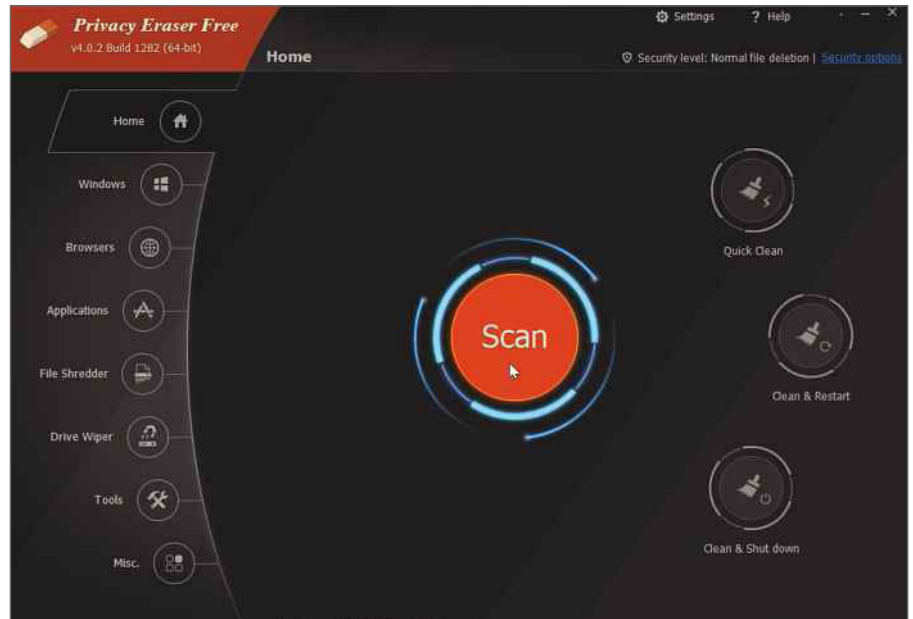 Privacy Eraser Free
v4.0.2 Build 1282 (64-bit)
Settings ? Help
Home
Security level: Normal file deletion | Security options
Home
Windows
Browsers
Applications
File Shredder
Drive Wiper
Tools
Misc.
Scan
Quick Clean
Clean & Restart
Clean & Shut down